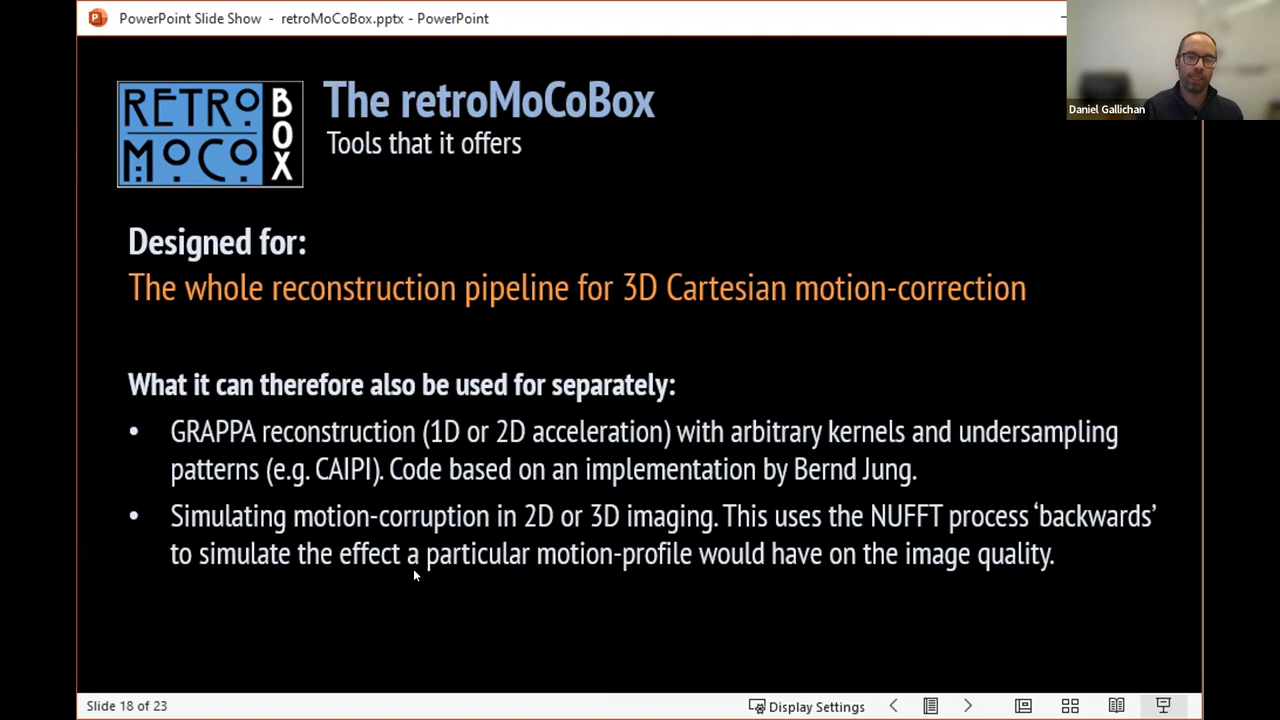 PowerPoint Slide Show - retroMoCoBox.pptx - PowerPoint
Daniel Gallichan
RETRO
MOCO
BOX
The retroMoCoBox
Tools that it offers
Designed for:
The whole reconstruction pipeline for 3D Cartesian motion-correction
What it can therefore also be used for separately:
• GRAPPA reconstruction (1D or 2D acceleration) with arbitrary kernels and undersampling
patterns (e.g. CAIPI). Code based on an implementation by Bernd Jung.
• Simulating motion-corruption in 2D or 3D imaging. This uses the NUFFT process ‘backwards’
to simulate the effect a particular motion-profile would have on the image quality.
Slide 18 of 23
Display Settings